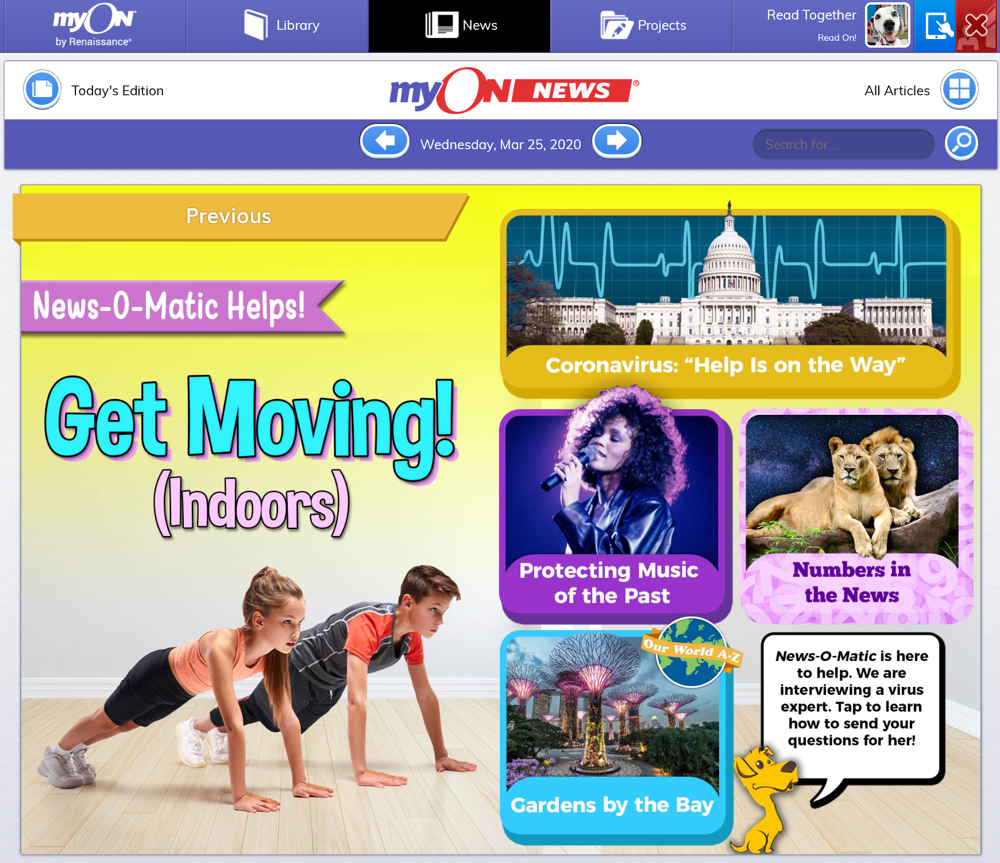 myON®
by Renaissance®
Library
News
Projects
Read Together
Read On!
Today's Edition
myON NEWS®
All Articles
Wednesday, Mar 25, 2020
Search for...
Previous
News-O-Matic Helps!
Get Moving!
(Indoors)
Coronavirus: “Help Is on the Way”
Protecting Music
of the Past
Numbers in
the News
Our World A-Z
Gardens by the Bay
News-O-Matic is here
to help. We are
interviewing a virus
expert. Tap to learn
how to send your
questions for her!